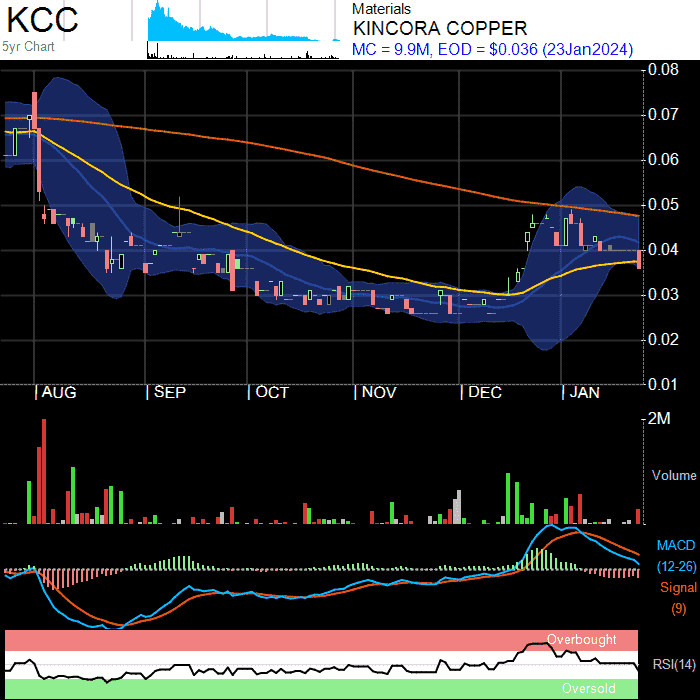 KCC
5yr Chart
Materials
KINCORA COPPER
MC = 9.9M, EOD = $0.036 (23Jan2024)
0.08
0.07
0.06
0.05
0.04
0.03
0.02
0.01
AUG SEP OCT NOV DEC JAN
2M
Volume
MACD
(12-26)
Signal
(9)
Overbought
RSI(14)
Oversold